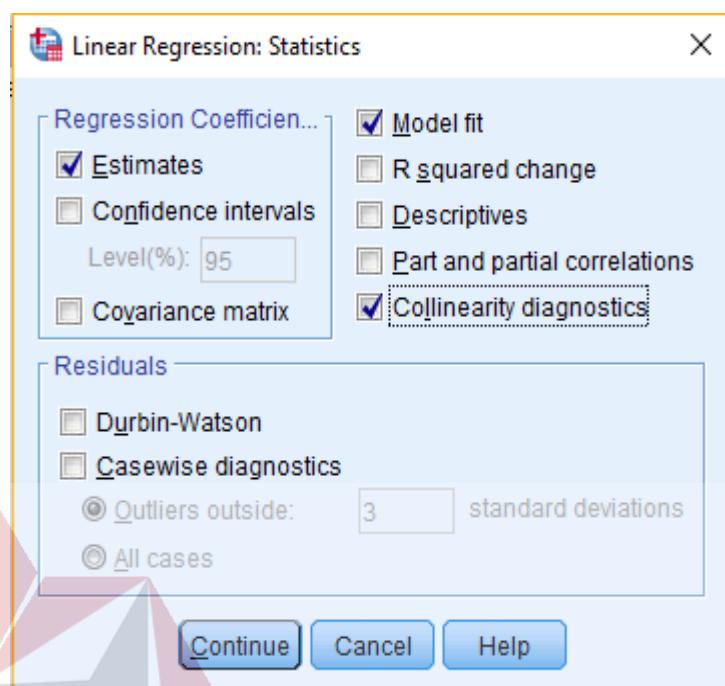 Linear Regression: Statistics
Regression Coefficien...
Estimates
Confidence intervals
Level(%): 95
Covariance matrix
Model fit
R squared change
Descriptives
Part and partial correlations
Collinearity diagnostics
Residuals
Durbin-Watson
Casewise diagnostics
Outliers outside: 3 standard deviations
All cases
Continue Cancel Help